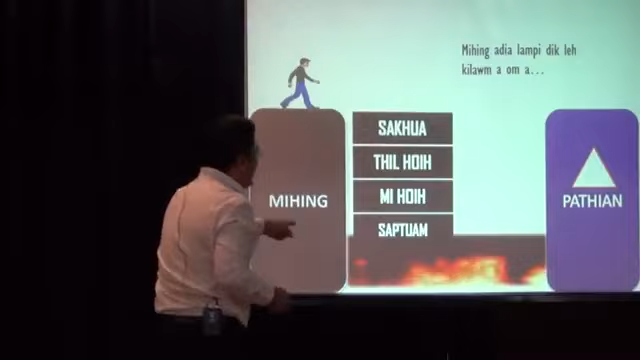 Mihing adia lampi dik leh
kilawm a om a...
SAKHUA
THIL HOIH
MI HOIH
SAPTUAM
MIHING
PATHIAN